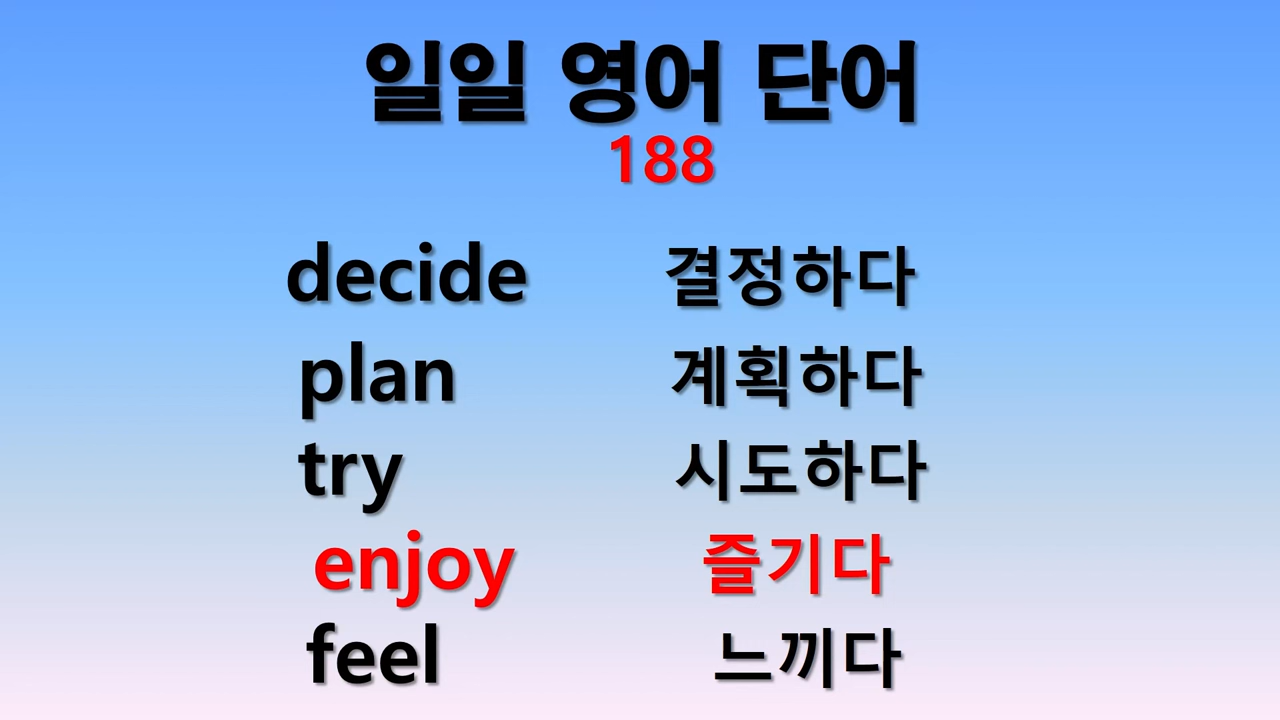 일일 영어 단어
188
decide 결정하다
plan 계획하다
try 시도하다
enjoy 즐기다
feel 느끼다